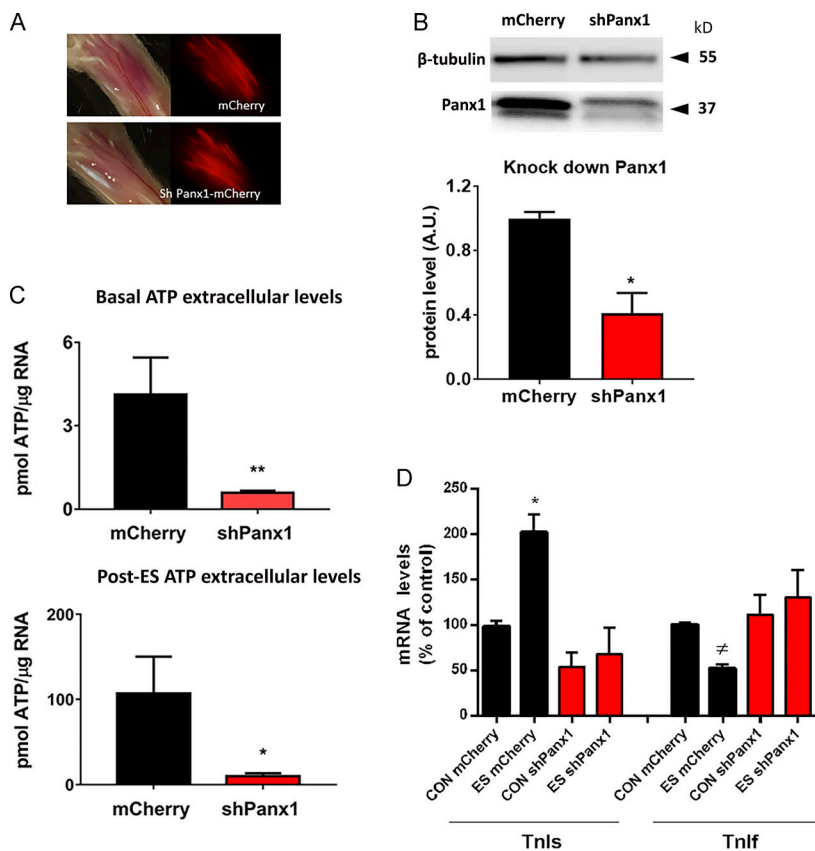 A
mCherry
Sh Panx1-mCherry
B
mCherry shPanx1 kD
β-tubulin 55
Panx1 37
Knock down Panx1
protein level (A.U.)
1.2
0.8
0.4
0.0
*
mCherry shPanx1
C
Basal ATP extracellular levels
pmol ATP/µg RNA
6
3
0
**
mCherry shPanx1
Post-ES ATP extracellular levels
pmol ATP/µg RNA
200
100
0
*
mCherry shPanx1
D
mRNA levels
(% of control)
250
200
150
100
50
0
*
≠
CON mCherry
ES mCherry
CON shPanx1
ES shPanx1
CON mCherry
ES mCherry
CON shPanx1
ES shPanx1
TnIs TnIf